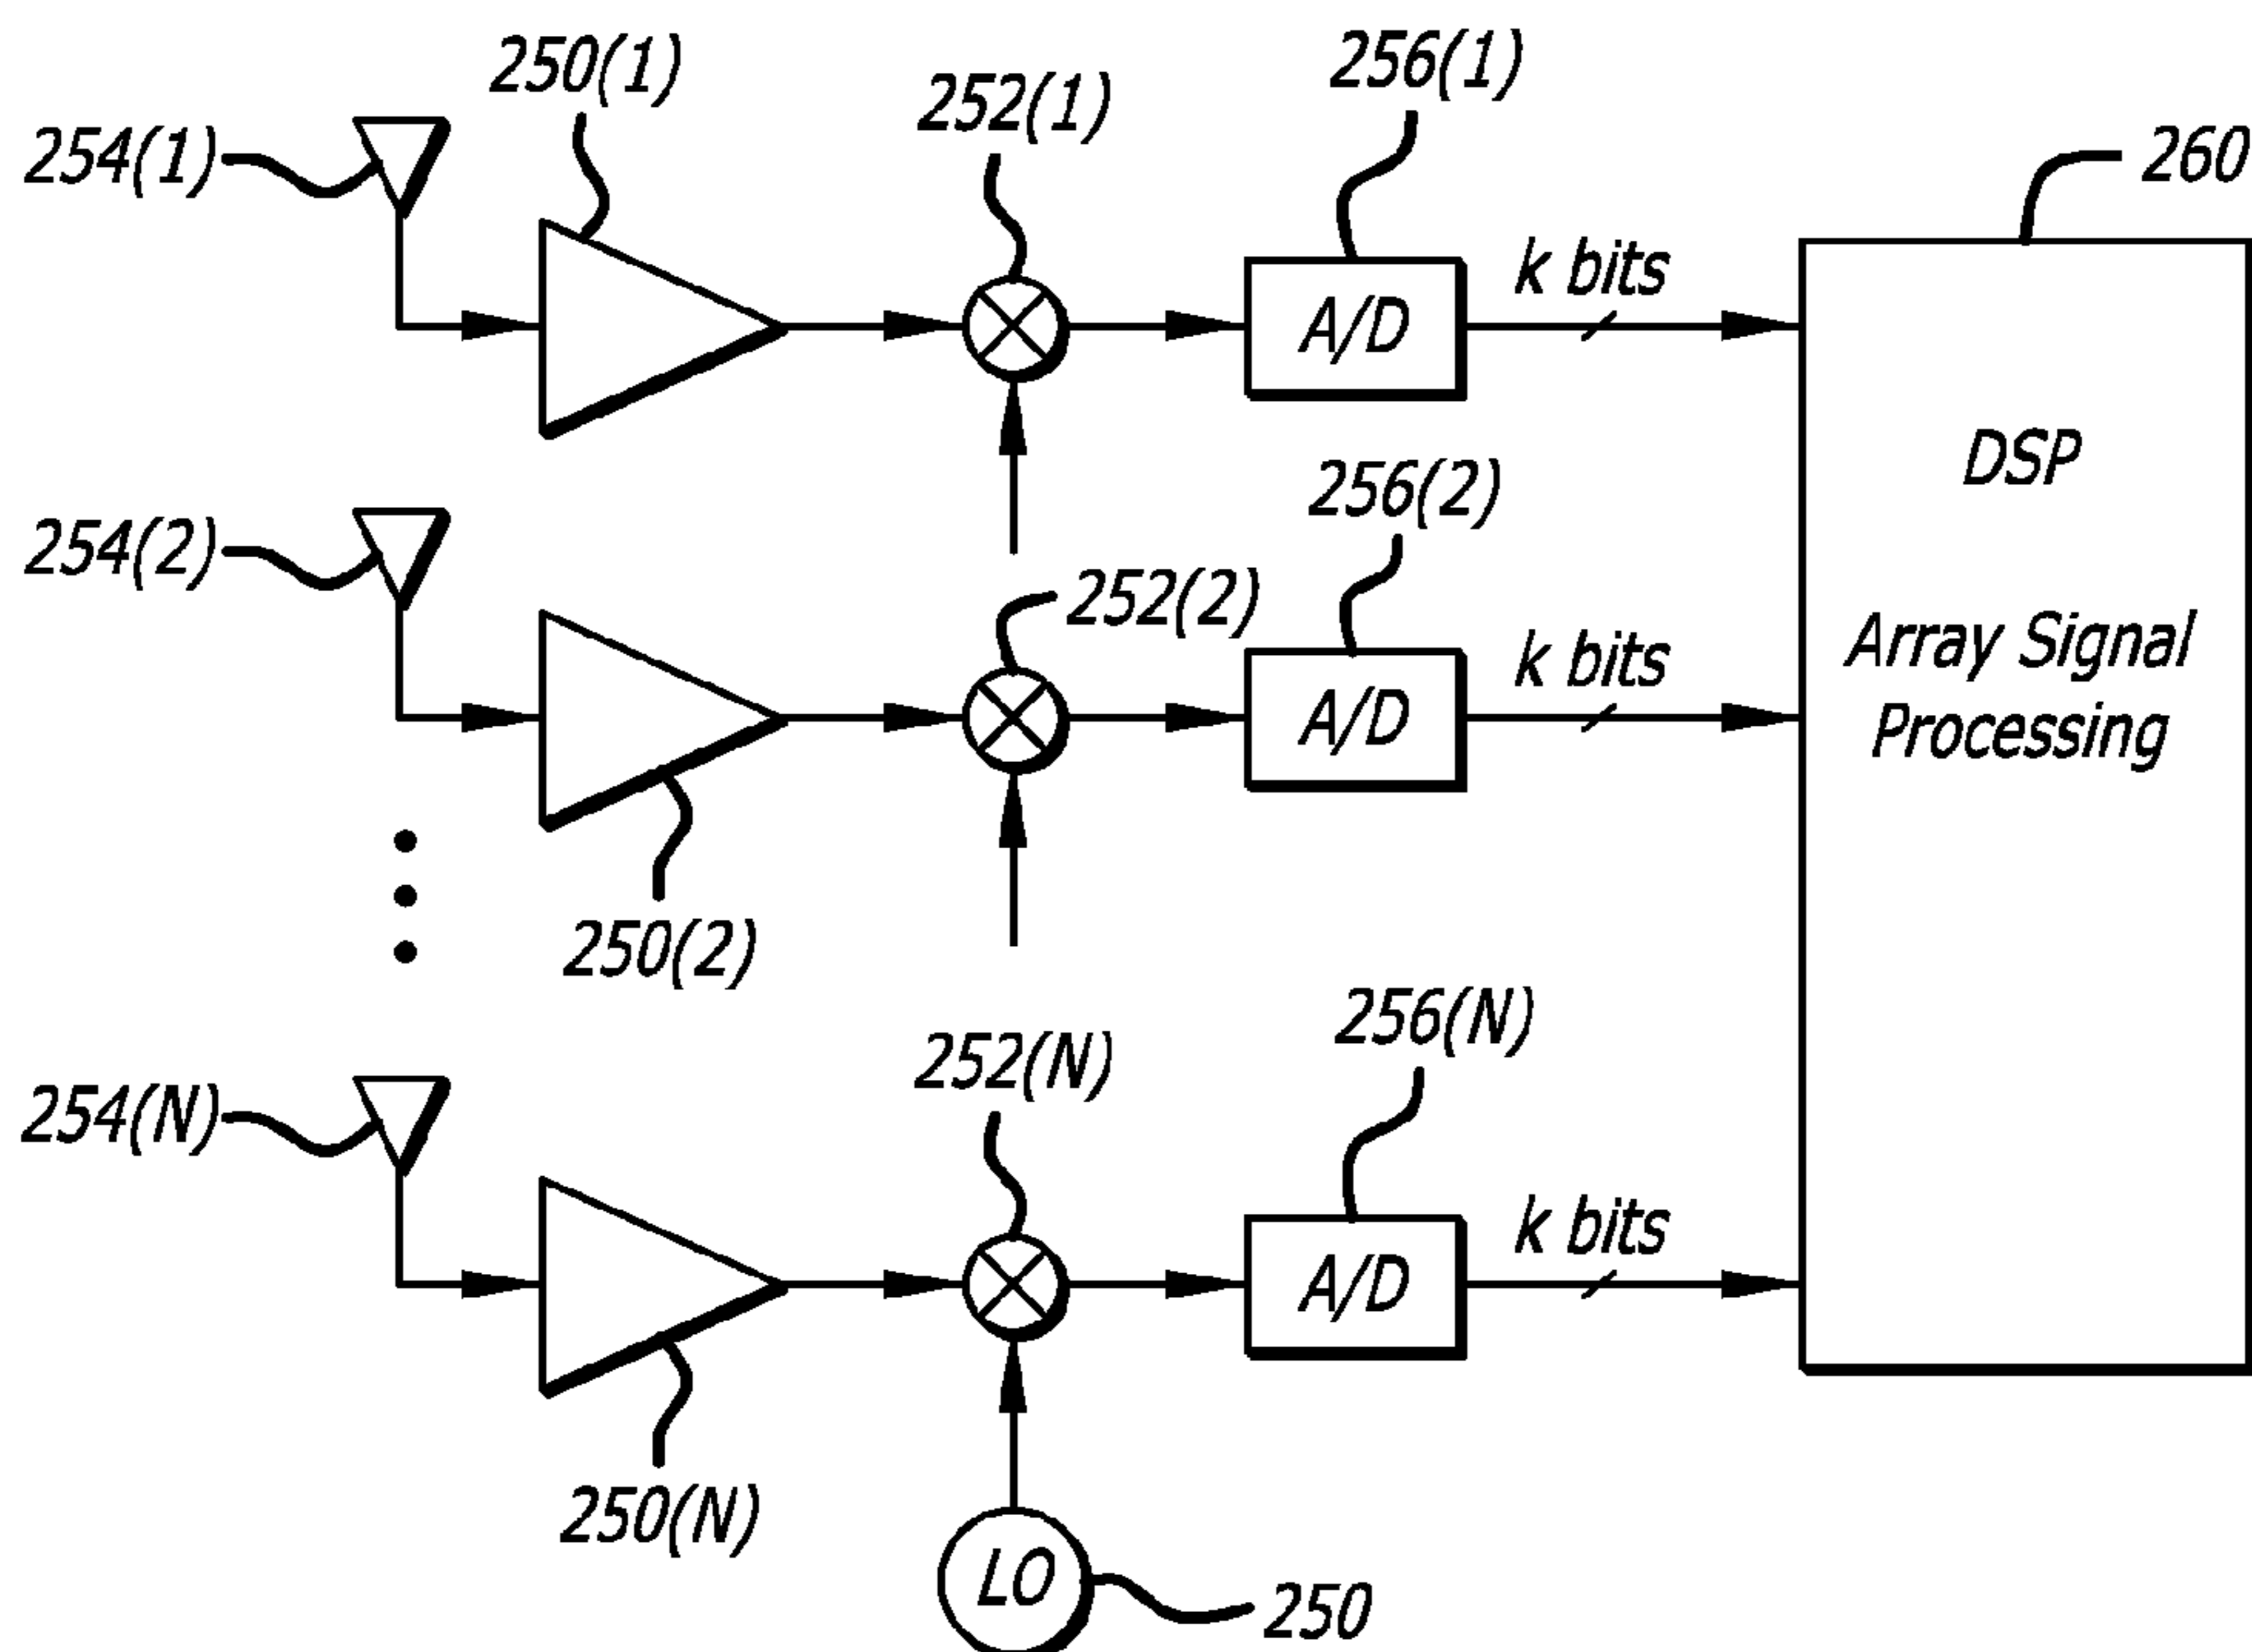 250(1)
256(1)
252(1)
254(1)
260
k bits
A/D
DSP
256(2)
254(2)
252(2)
Array Signal
k bits
A/D
Processing
250(2)
256(N)
252(N)
254(N)
k bits
A/D
250(N)
LO
250